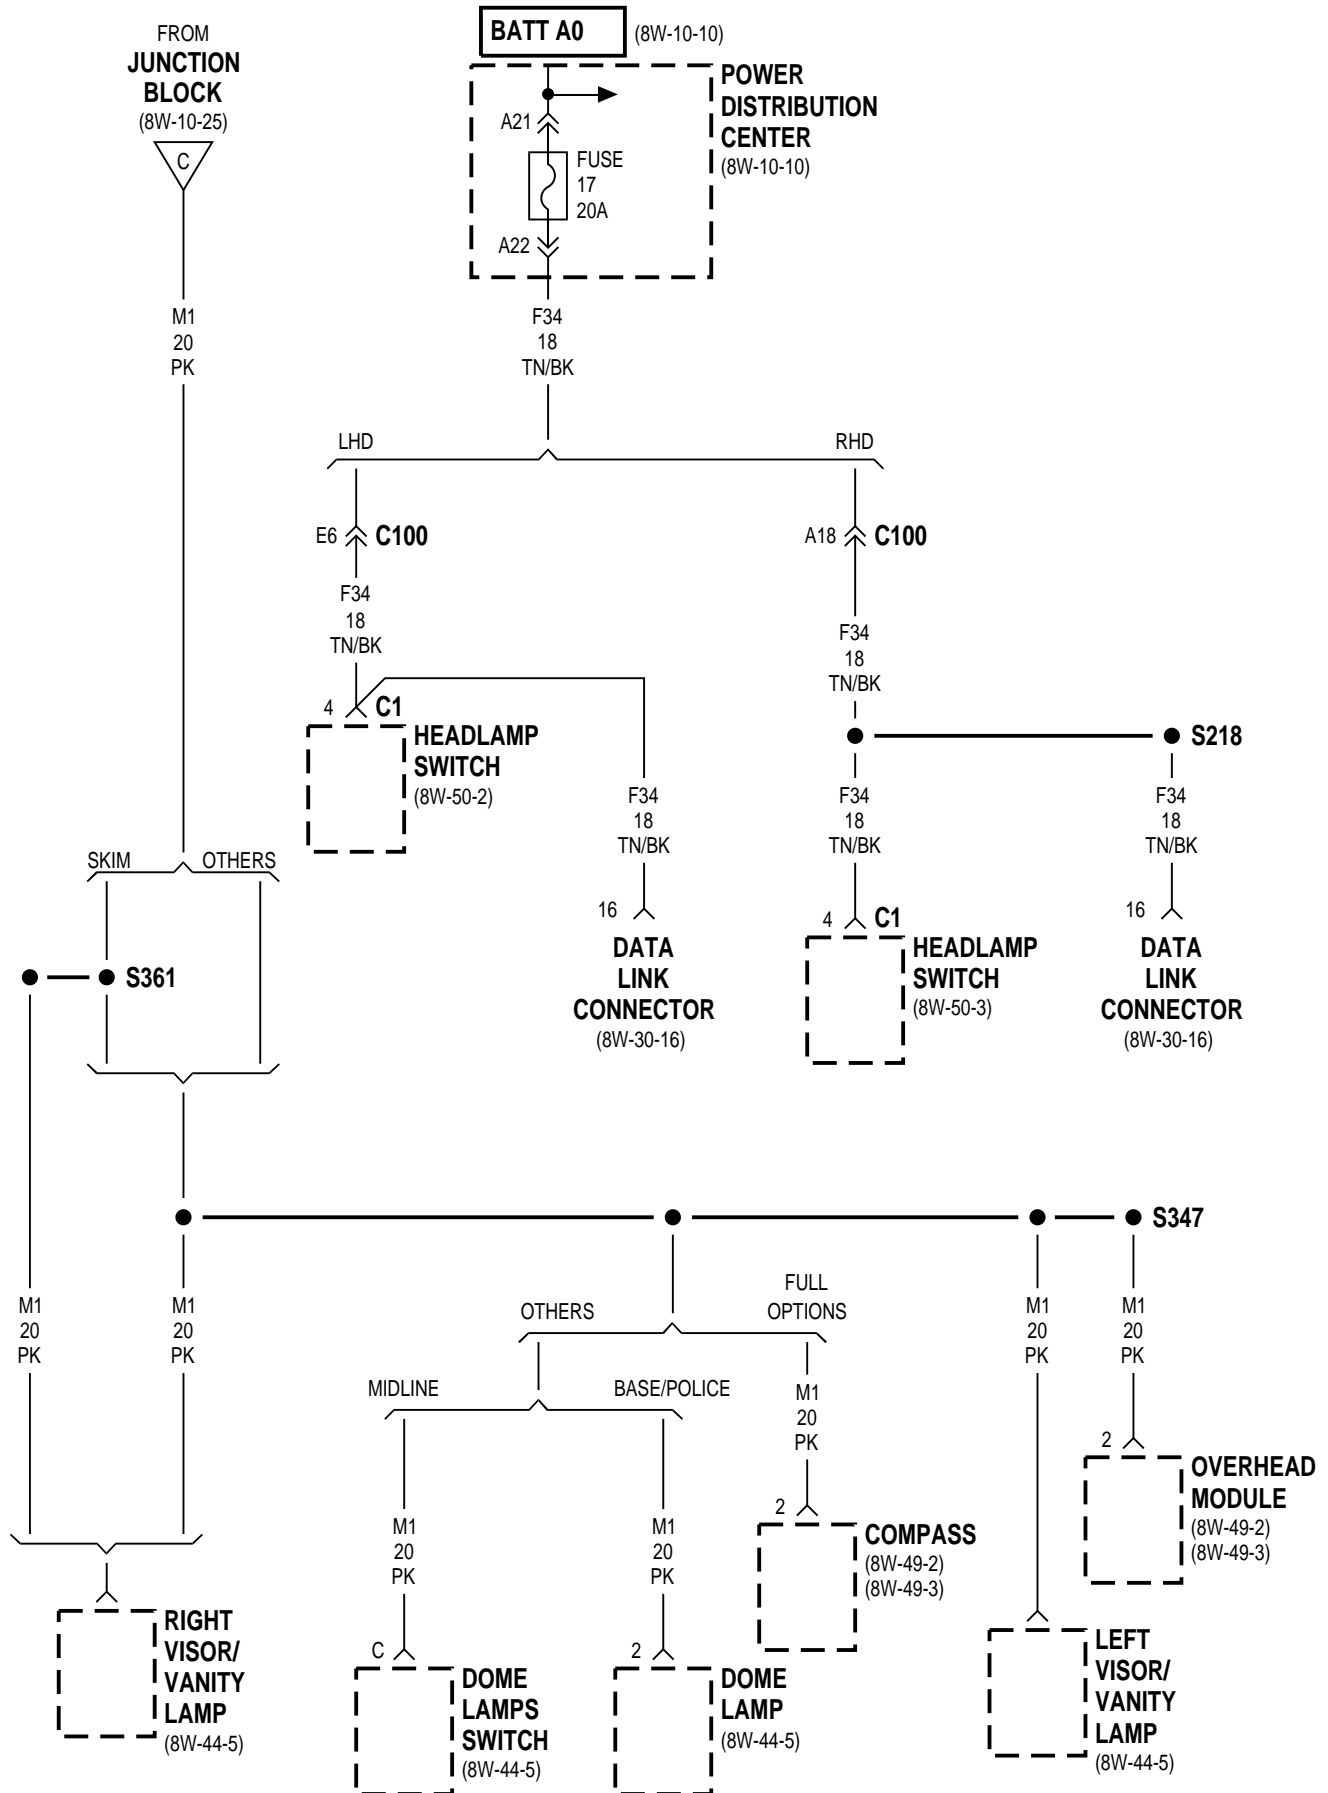 FROM
JUNCTION
BLOCK
(8W-10-25)
C
M1
20
PK
BATT A0
(8W-10-10)
POWER
DISTRIBUTION
CENTER
(8W-10-10)
A21
FUSE
17
20A
A22
F34
18
TN/BK
LHD
RHD
E6
C100
F34
18
TN/BK
4
C1
HEADLAMP
SWITCH
(8W-50-2)
F34
18
TN/BK
16
DATA
LINK
CONNECTOR
(8W-30-16)
A18
C100
F34
18
TN/BK
S218
F34
18
TN/BK
4
C1
HEADLAMP
SWITCH
(8W-50-3)
F34
18
TN/BK
16
DATA
LINK
CONNECTOR
(8W-30-16)
SKIM
OTHERS
S361
S347
M1
20
PK
M1
20
PK
RIGHT
VISOR/
VANITY
LAMP
(8W-44-5)
OTHERS
FULL
OPTIONS
MIDLINE
BASE/POLICE
M1
20
PK
C
DOME
LAMPS
SWITCH
(8W-44-5)
M1
20
PK
2
DOME
LAMP
(8W-44-5)
M1
20
PK
2
COMPASS
(8W-49-2)
(8W-49-3)
M1
20
PK
LEFT
VISOR/
VANITY
LAMP
(8W-44-5)
M1
20
PK
2
OVERHEAD
MODULE
(8W-49-2)
(8W-49-3)